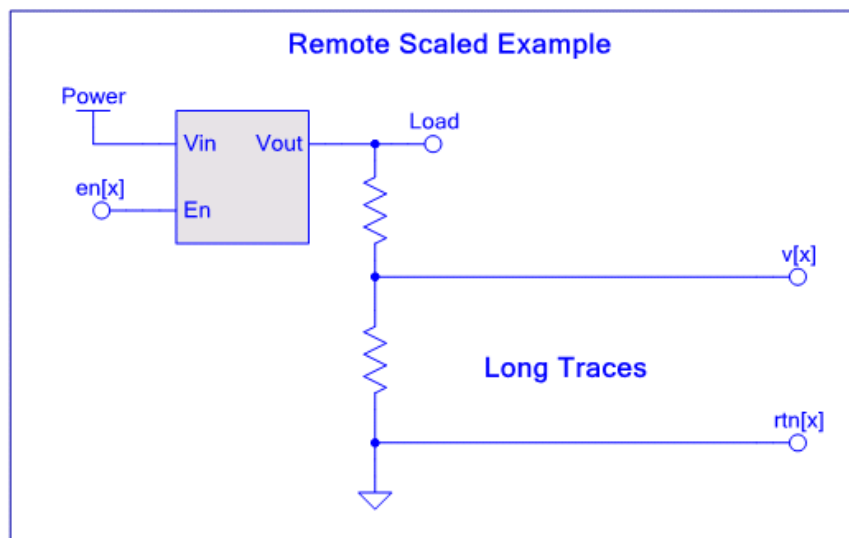 Remote Scaled Example
Power
Load
Vin
Vout
en[x]
En
v[x]
Long Traces
rtn[x]